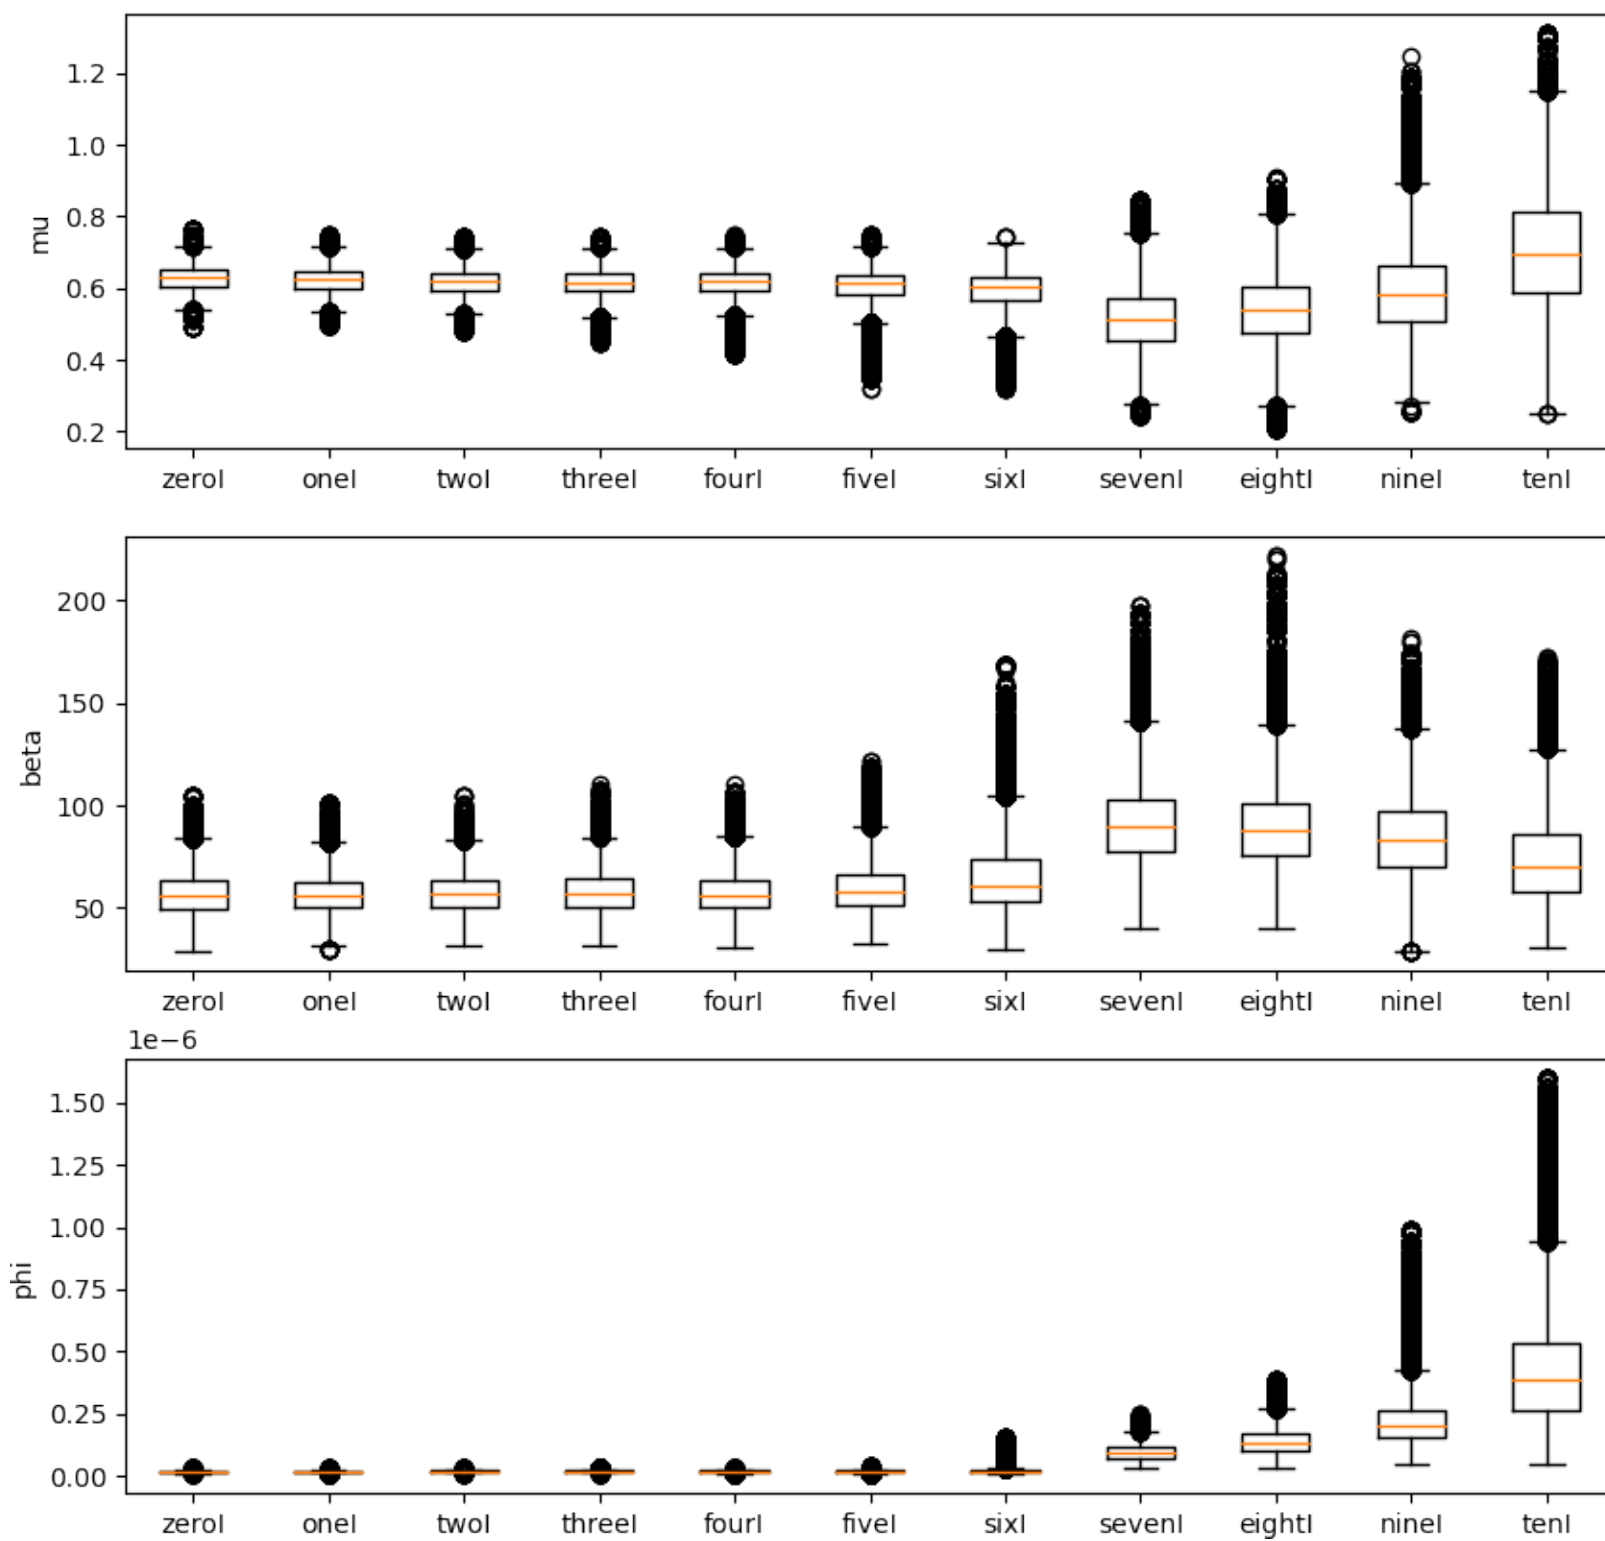 mu
1.2
1.0
0.8
0.6
0.4
0.2
zeroI oneI twoI threeI fourI fiveI sixI sevenI eightI nineI tenI
beta
200
150
100
50
zeroI oneI twoI threeI fourI fiveI sixI sevenI eightI nineI tenI
1e−6
phi
1.50
1.25
1.00
0.75
0.50
0.25
0.00
zeroI oneI twoI threeI fourI fiveI sixI sevenI eightI nineI tenI